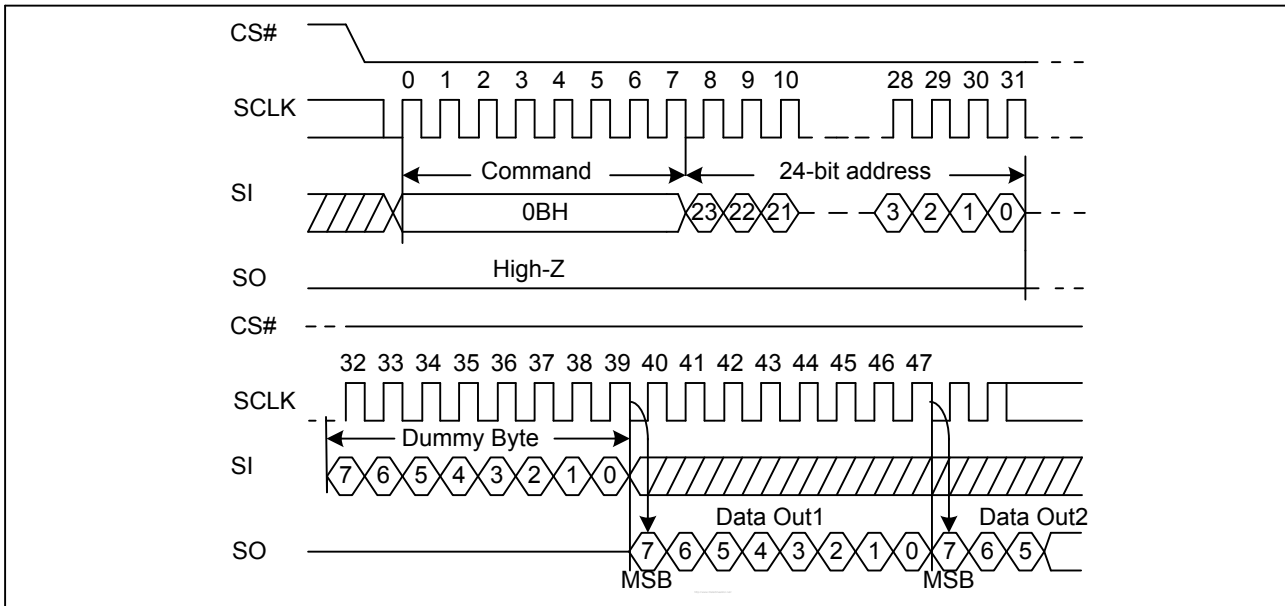 CS#
0 1 2 3 4 5 6 7 8 9 10 28 29 30 31
SCLK
Command 24-bit address
SI
0BH 23 22 21 3 2 1 0
High-Z
SO
CS#
32 33 34 35 36 37 38 39 40 41 42 43 44 45 46 47
SCLK
Dummy Byte
SI
7 6 5 4 3 2 1 0
Data Out1 Data Out2
SO
7 6 5 4 3 2 1 0 7 6 5
MSB MSB